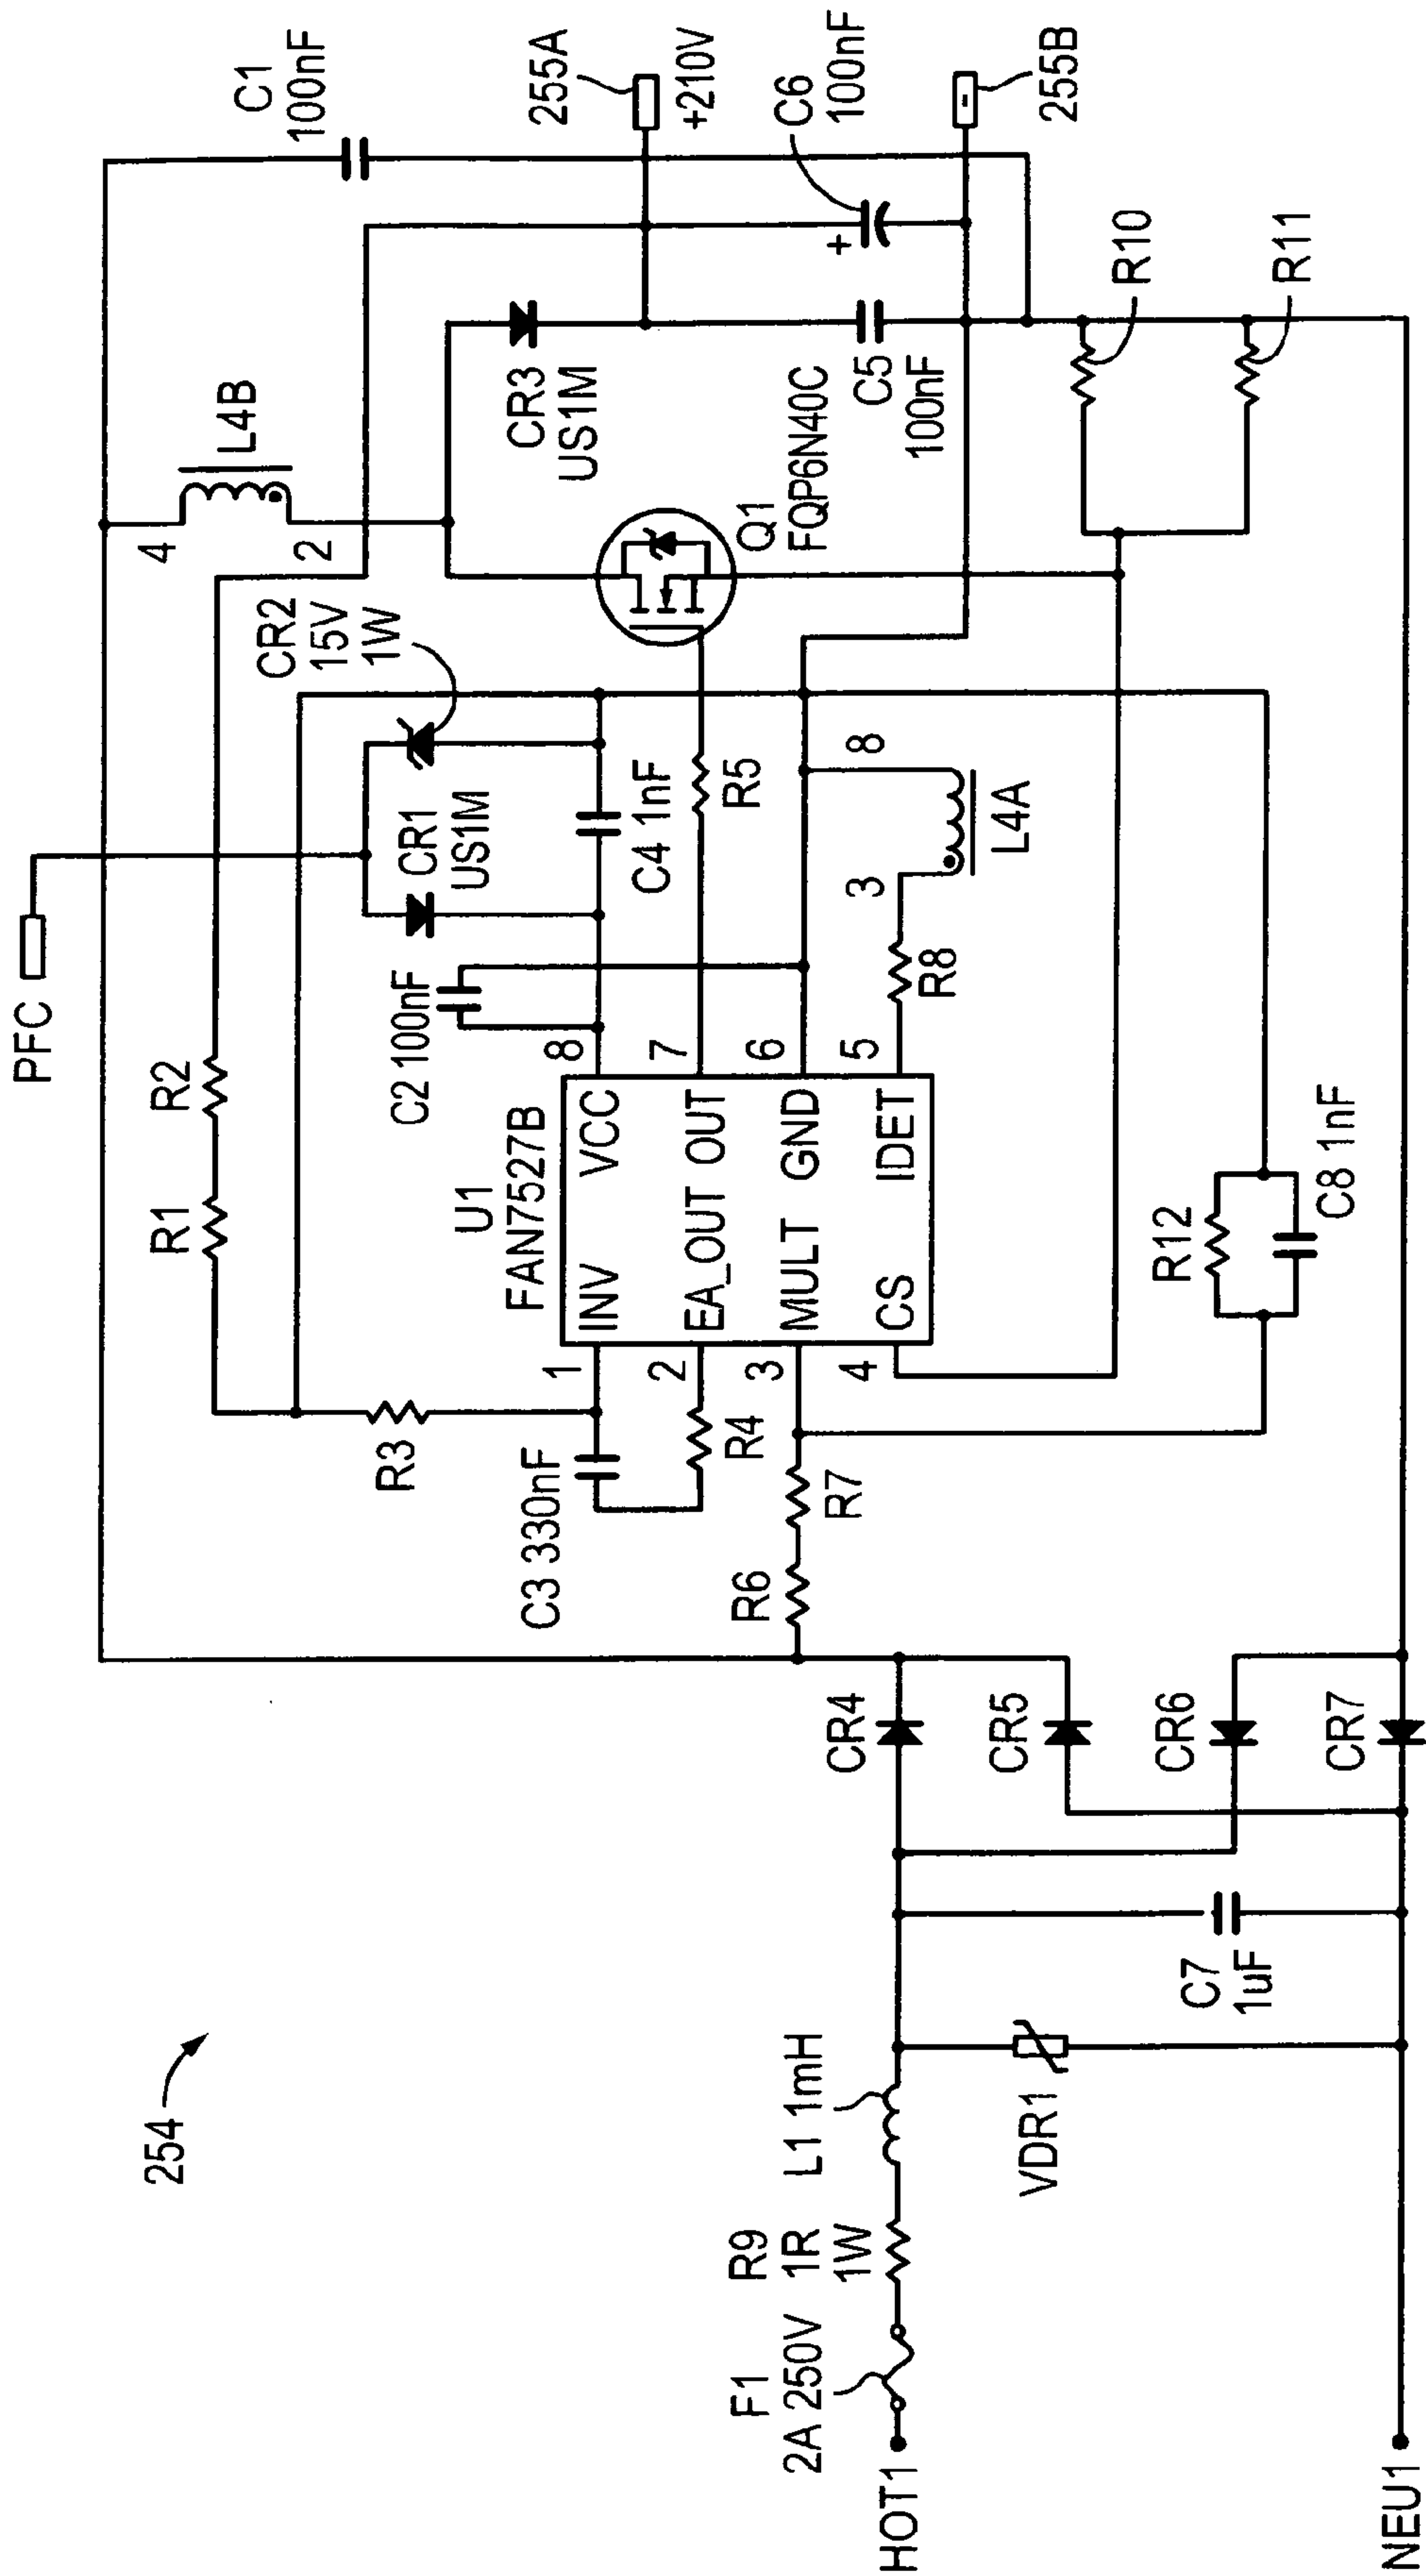 254
PFC
C1
100nF
L4B
4
2
255A
+210V
C6
100nF
255B
CR3
US1M
C5
100nF
Q1
FQP6N40C
R10
R11
CR2
15V
1W
CR1
US1M
C4 1nF
R5
8
L4A
3
R8
C2 100nF
R2
R1
U1
FAN7527B
INV
VCC
EA_OUT
OUT
MULT
GND
CS
IDET
8
7
6
5
1
2
3
4
R3
R4
C3 330nF
R7
R6
R12
C8 1nF
CR4
CR5
CR6
CR7
C7
1uF
VDR1
L1 1mH
R9
1R
1W
F1
2A 250V
HOT1
NEU1
+
-